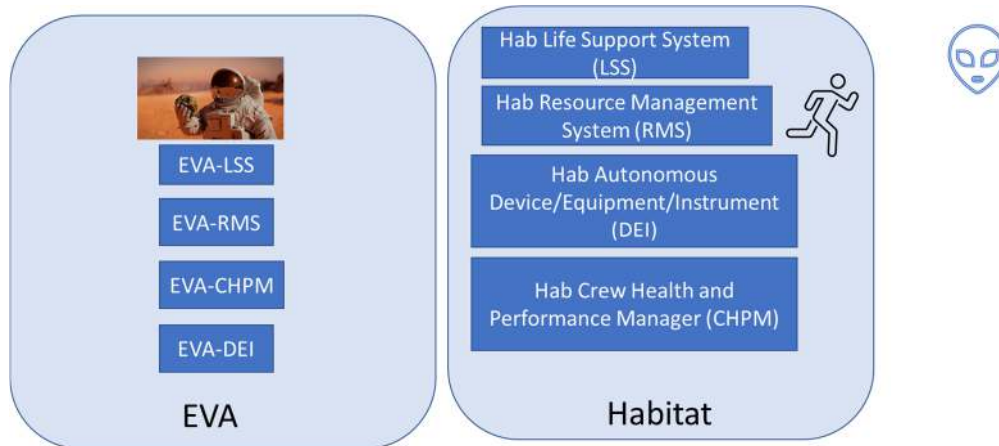 EVA-LSS
EVA-RMS
EVA-CHPM
EVA-DEI
EVA
Hab Life Support System
(LSS)
Hab Resource Management
System (RMS)
Hab Autonomous
Device/Equipment/Instrument
(DEI)
Hab Crew Health and
Performance Manager (CHPM)
Habitat